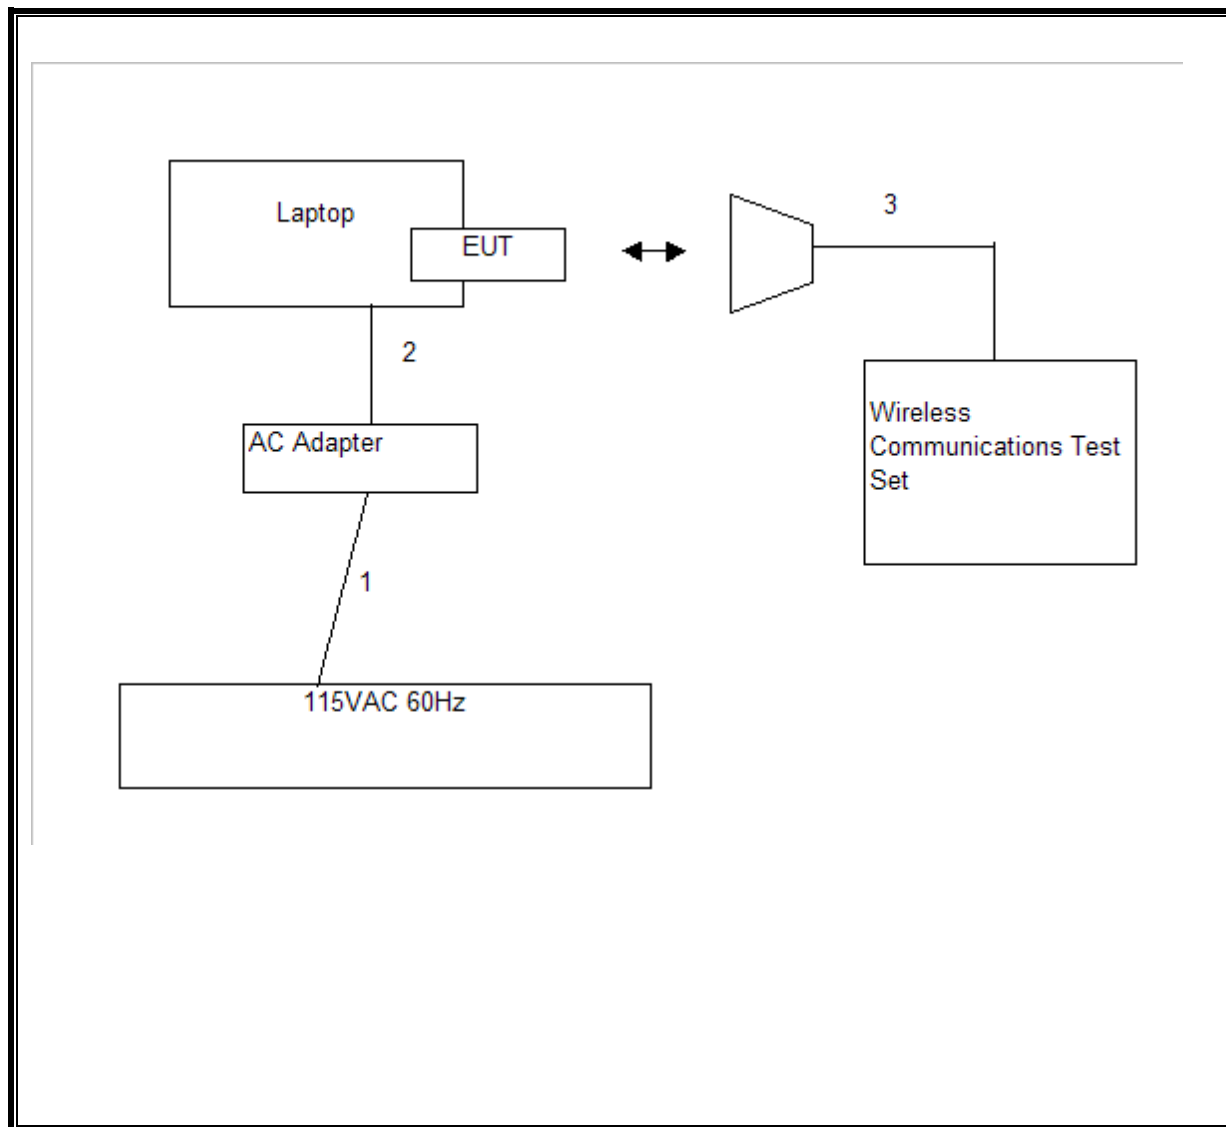 Laptop
EUT
3
2
Wireless
Communications Test
Set
AC Adapter
1
115VAC 60Hz